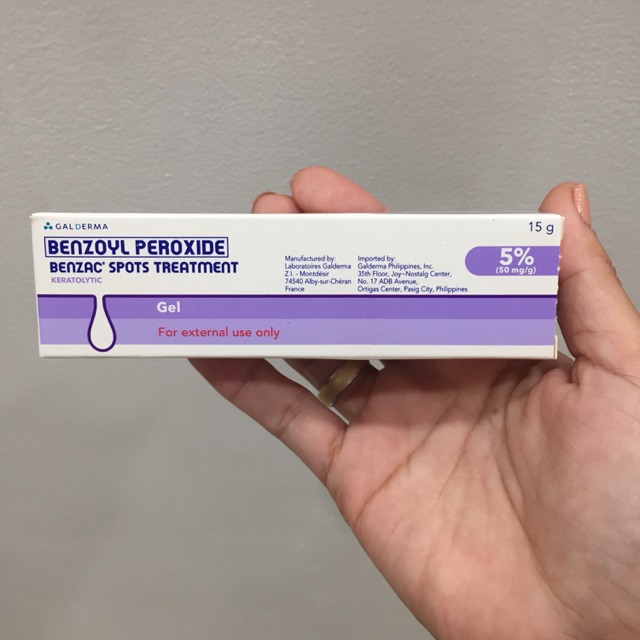 GALDERMA
15 g
BENZOYL PEROXIDE
BENZAC® SPOTS TREATMENT
KERATOLYTIC
Manufactured by:
Laboratoires Galderma
Z.I. - Montdésir
74540 Alby-sur-Chéran
France
Imported by:
Galderma Philippines, Inc.
35th Floor, Joy-Nostalg Center,
No. 17 ADB Avenue,
Ortigas Center, Pasig City, Philippines
5%
(50 mg/g)
Gel
For external use only